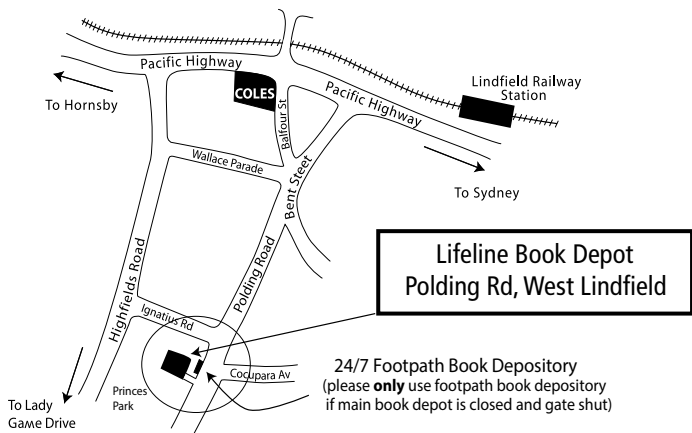 Pacific Highway
COLES
Lindfield Railway
Station
To Hornsby
Balfour St
Pacific Highway
Wallace Parade
Bent Steet
To Sydney
Highfields Road
Polding Road
Lifeline Book Depot
Polding Rd, West Lindfield
Ignatius Rd
Cocupara Av
24/7 Footpath Book Depository
(please only use footpath book depository
if main book depot is closed and gate shut)
Princes
Park
To Lady
Game Drive